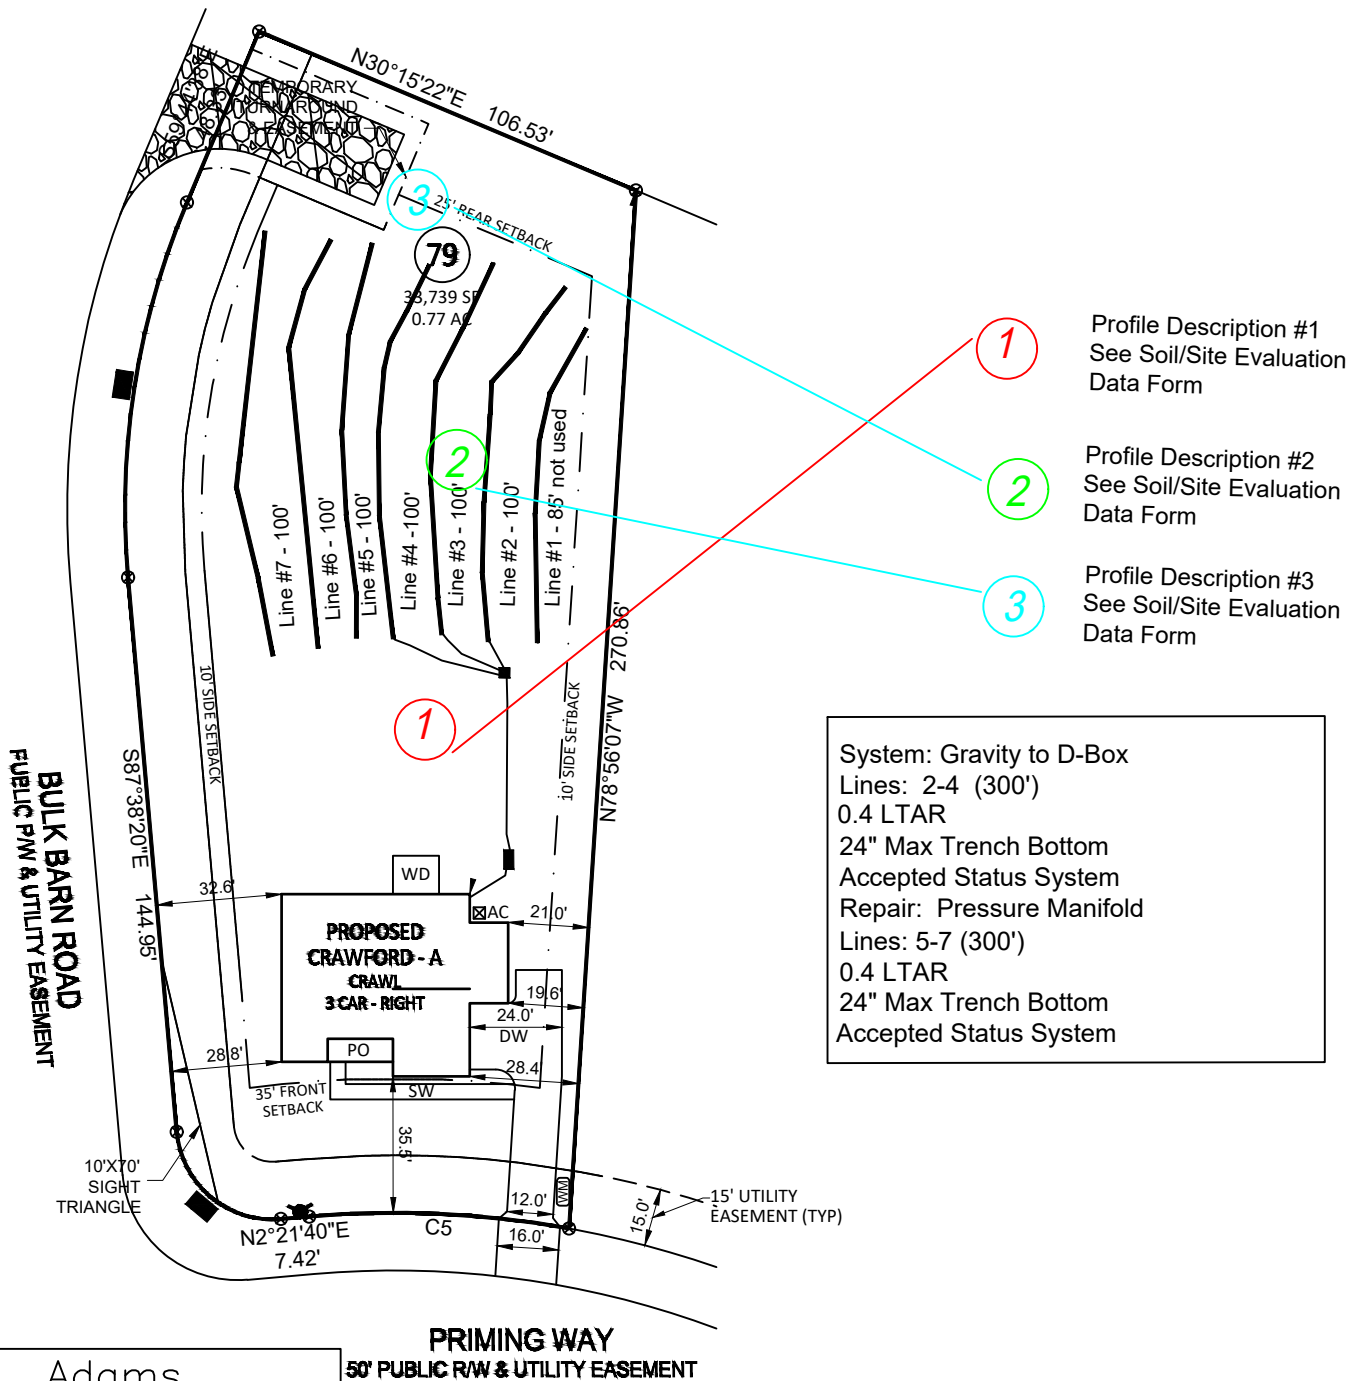 N30°15'22"E 106.53'
TEMPORARY
TURNAROUND
& EASEMENT
3
25' REAR SETBACK
79
33,739 SF
0.77 AC
1
Profile Description #1
See Soil/Site Evaluation
Data Form
2
Profile Description #2
See Soil/Site Evaluation
Data Form
3
Profile Description #3
See Soil/Site Evaluation
Data Form
2
Line #7 - 100'
Line #6 - 100'
Line #5 - 100'
Line #4 -100'
Line #3 - 100'
Line #2 - 100'
Line #1 - 85' not used
1
10' SIDE SETBACK
10' SIDE SETBACK
N78°56'07"W 270.86'
S87°38'20"E 144.95'
BULK BARN ROAD
PUBLIC R/W & UTILITY EASEMENT
System: Gravity to D-Box
Lines: 2-4 (300')
0.4 LTAR
24" Max Trench Bottom
Accepted Status System
Repair: Pressure Manifold
Lines: 5-7 (300')
0.4 LTAR
24" Max Trench Bottom
Accepted Status System
WD
32.6'
AC
21.0'
PROPOSED
CRAWFORD - A
CRAWL
3 CAR - RIGHT
19.6'
24.0'
DW
PO
28.8'
28.4'
35' FRONT
SETBACK
SW
35.5'
10'X70'
SIGHT
TRIANGLE
12.0'
WM
15.0'
15' UTILITY
EASEMENT (TYP)
N2°21'40"E
7.42'
C5
16.0'
PRIMING WAY
50' PUBLIC R/W & UTILITY EASEMENT
Adams